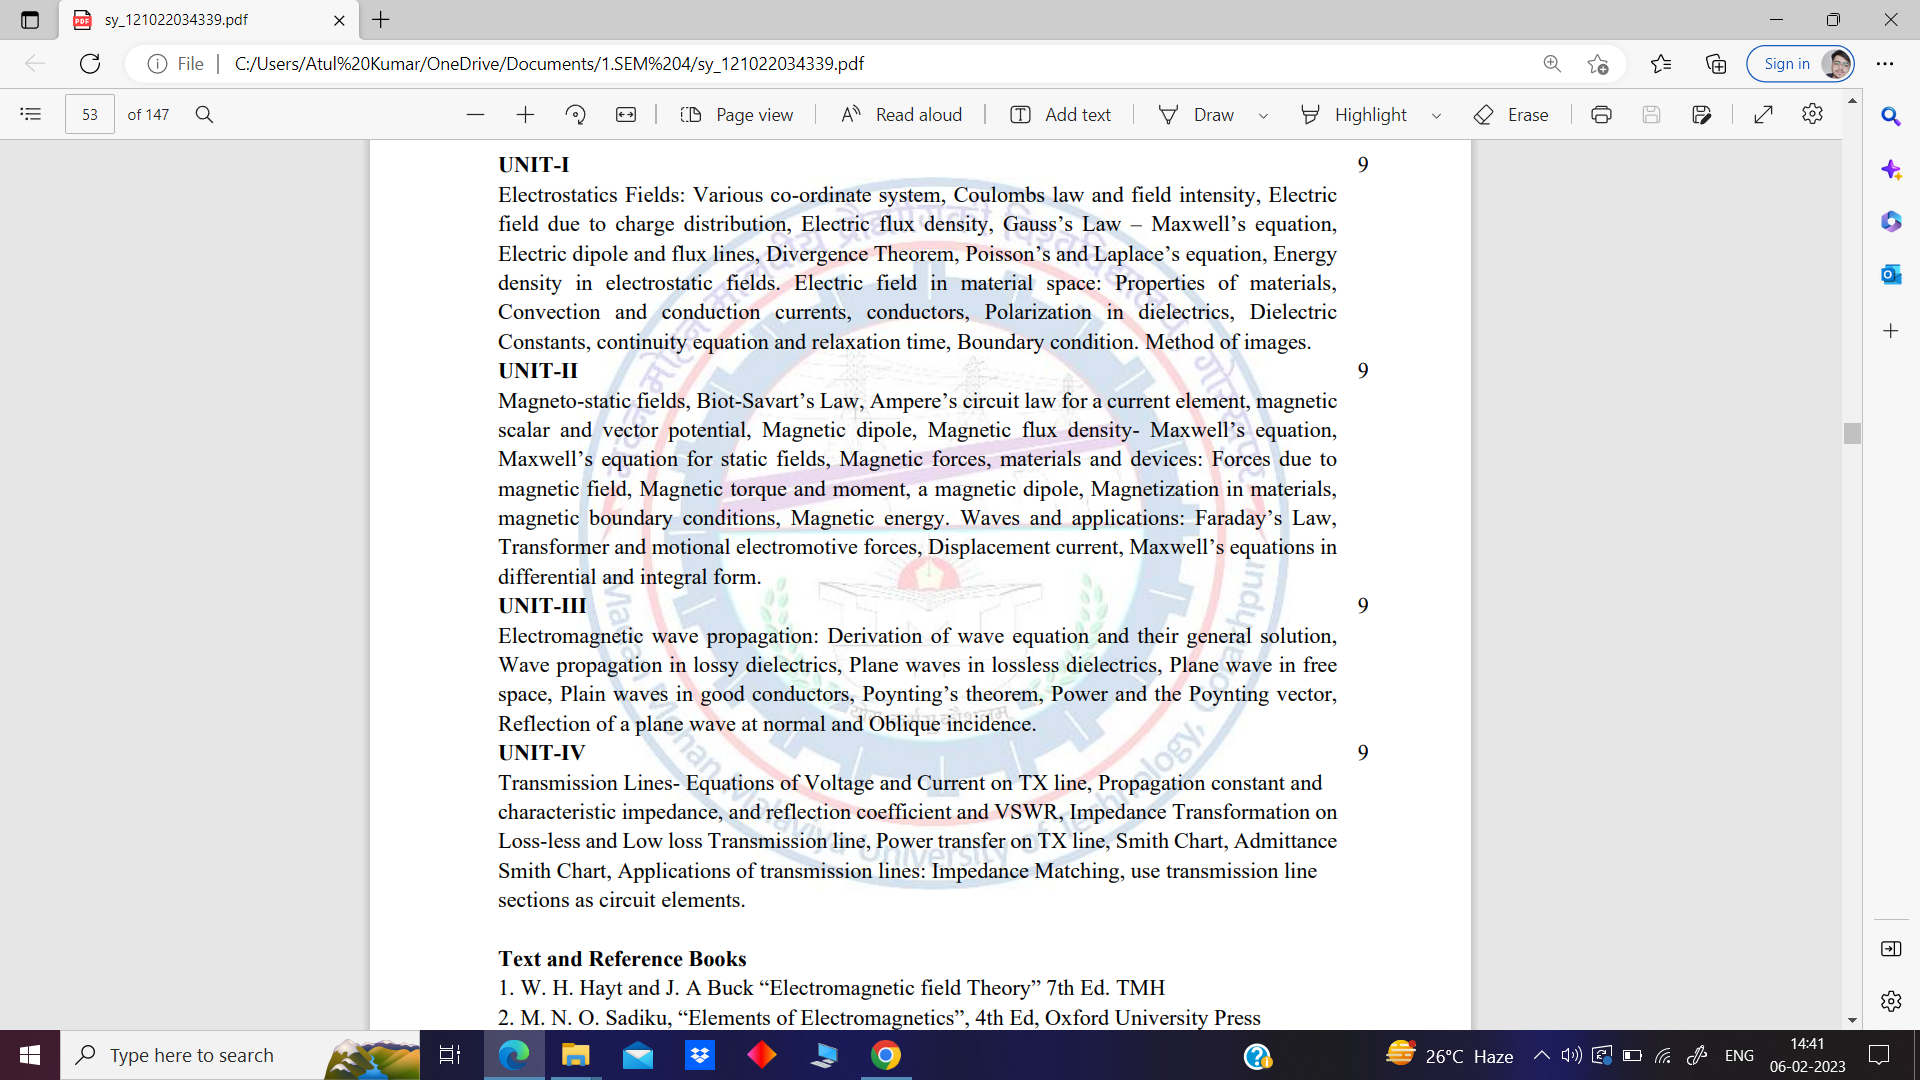 sy_121022034339.pdf
File
C:/Users/Atul%20Kumar/OneDrive/Documents/1.SEM%204/sy_121022034339.pdf
Sign in
53 of 147
Page view
Read aloud
Add text
Draw
Highlight
Erase
UNIT-I 9
Electrostatics Fields: Various co-ordinate system, Coulombs law and field intensity, Electric
field due to charge distribution, Electric flux density, Gauss’s Law – Maxwell’s equation,
Electric dipole and flux lines, Divergence Theorem, Poisson’s and Laplace’s equation, Energy
density in electrostatic fields. Electric field in material space: Properties of materials,
Convection and conduction currents, conductors, Polarization in dielectrics, Dielectric
Constants, continuity equation and relaxation time, Boundary condition. Method of images.
UNIT-II 9
Magneto-static fields, Biot-Savart’s Law, Ampere’s circuit law for a current element, magnetic
scalar and vector potential, Magnetic dipole, Magnetic flux density- Maxwell’s equation,
Maxwell’s equation for static fields, Magnetic forces, materials and devices: Forces due to
magnetic field, Magnetic torque and moment, a magnetic dipole, Magnetization in materials,
magnetic boundary conditions, Magnetic energy. Waves and applications: Faraday’s Law,
Transformer and motional electromotive forces, Displacement current, Maxwell’s equations in
differential and integral form.
UNIT-III 9
Electromagnetic wave propagation: Derivation of wave equation and their general solution,
Wave propagation in lossy dielectrics, Plane waves in lossless dielectrics, Plane wave in free
space, Plain waves in good conductors, Poynting’s theorem, Power and the Poynting vector,
Reflection of a plane wave at normal and Oblique incidence.
UNIT-IV 9
Transmission Lines- Equations of Voltage and Current on TX line, Propagation constant and
characteristic impedance, and reflection coefficient and VSWR, Impedance Transformation on
Loss-less and Low loss Transmission line, Power transfer on TX line, Smith Chart, Admittance
Smith Chart, Applications of transmission lines: Impedance Matching, use transmission line
sections as circuit elements.
Text and Reference Books
1. W. H. Hayt and J. A Buck “Electromagnetic field Theory” 7th Ed. TMH
2. M. N. O. Sadiku, “Elements of Electromagnetics”, 4th Ed, Oxford University Press
Madan Mohan Malaviya University of Technology, Gorakhpur
Type here to search
26°C Haze
ENG
14:41
06-02-2023